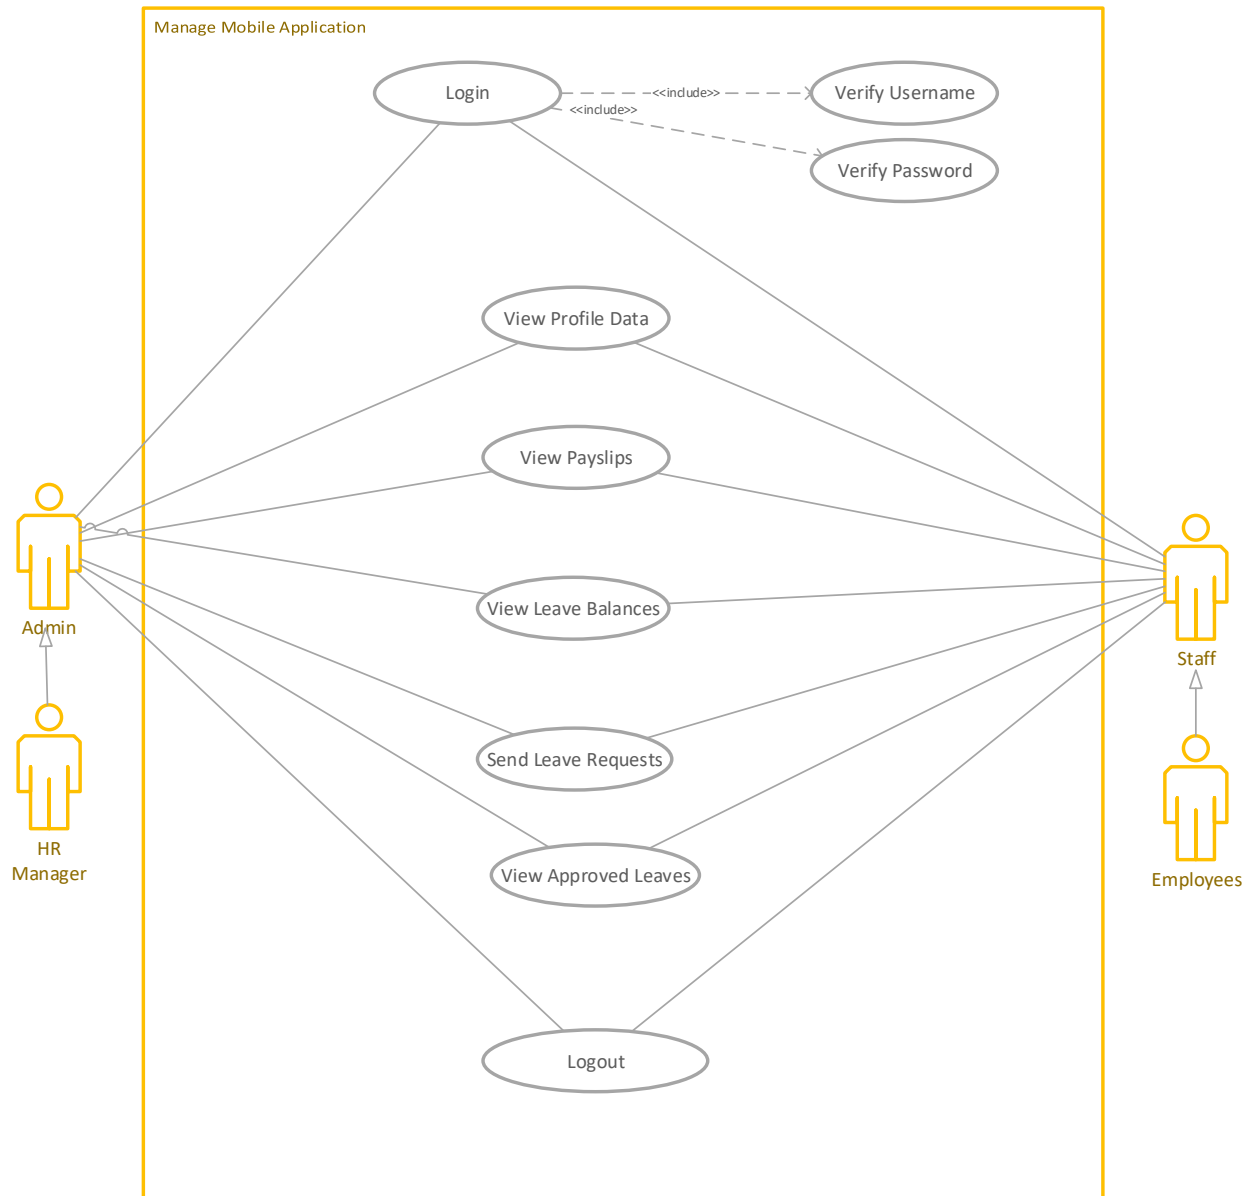 Manage Mobile Application
Login
<<include>>
Verify Username
<<include>>
Verify Password
View Profile Data
View Payslips
Admin
Staff
View Leave Balances
Send Leave Requests
HR
Manager
View Approved Leaves
Employees
Logout